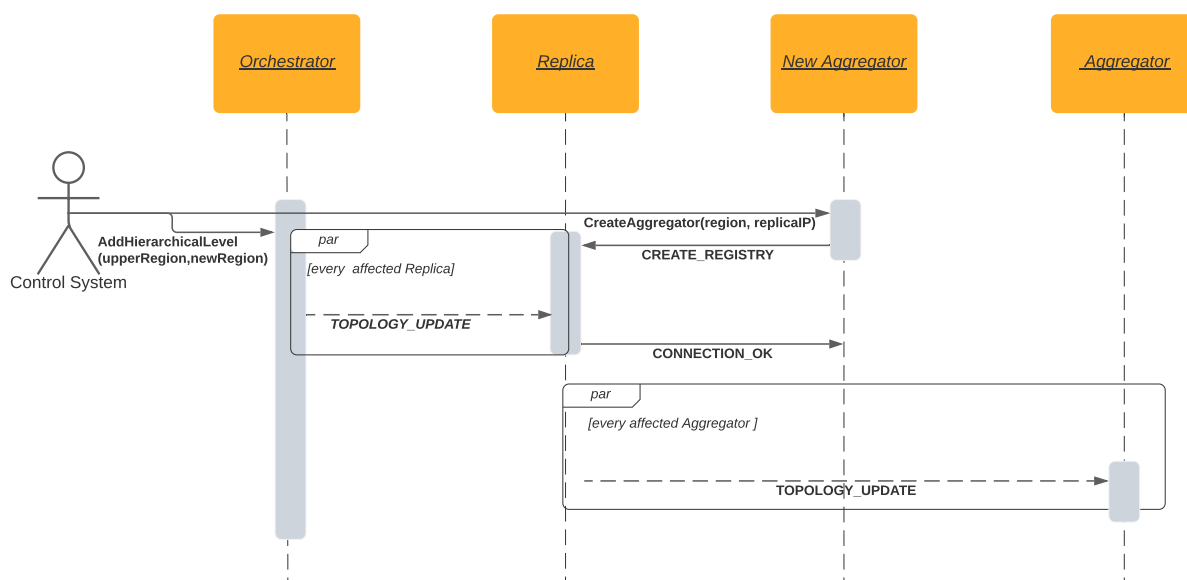 Orchestrator
Replica
New Aggregator
Aggregator
CreateAggregator(region, replicaIP)
AddHierarchicalLevel
(upperRegion,newRegion)
par
CREATE_REGISTRY
[every affected Replica]
Control System
TOPOLOGY_UPDATE
CONNECTION_OK
par
[every affected Aggregator ]
TOPOLOGY_UPDATE